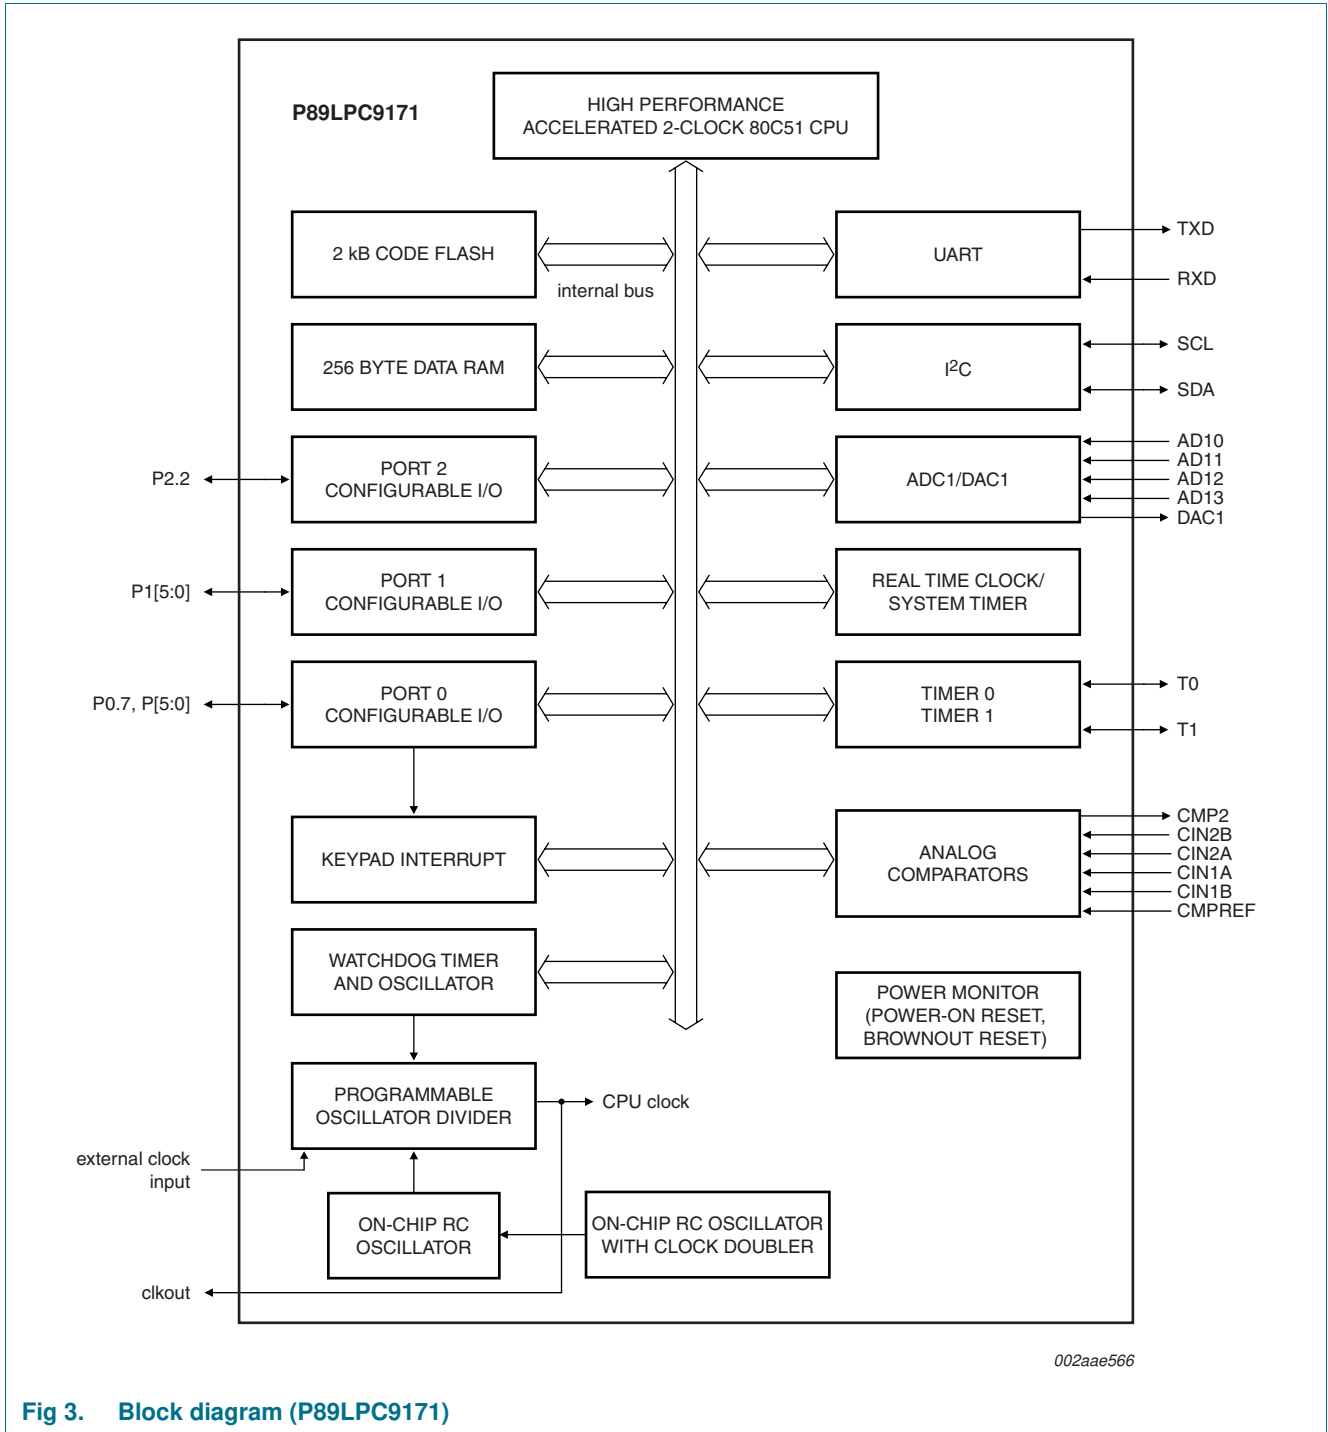 P89LPC9171
HIGH PERFORMANCE
ACCELERATED 2-CLOCK 80C51 CPU
2 kB CODE FLASH
internal bus
UART
TXD
RXD
256 BYTE DATA RAM
I²C
SCL
SDA
P2.2
PORT 2
CONFIGURABLE I/O
ADC1/DAC1
AD10
AD11
AD12
AD13
DAC1
P1[5:0]
PORT 1
CONFIGURABLE I/O
REAL TIME CLOCK/
SYSTEM TIMER
P0.7, P[5:0]
PORT 0
CONFIGURABLE I/O
TIMER 0
TIMER 1
T0
T1
KEYPAD INTERRUPT
ANALOG
COMPARATORS
CMP2
CIN2B
CIN2A
CIN1A
CIN1B
CMPREF
WATCHDOG TIMER
AND OSCILLATOR
POWER MONITOR
(POWER-ON RESET,
BROWNOUT RESET)
PROGRAMMABLE
OSCILLATOR DIVIDER
CPU clock
external clock
input
ON-CHIP RC
OSCILLATOR
ON-CHIP RC OSCILLATOR
WITH CLOCK DOUBLER
clkout
002aae566
Fig 3. Block diagram (P89LPC9171)